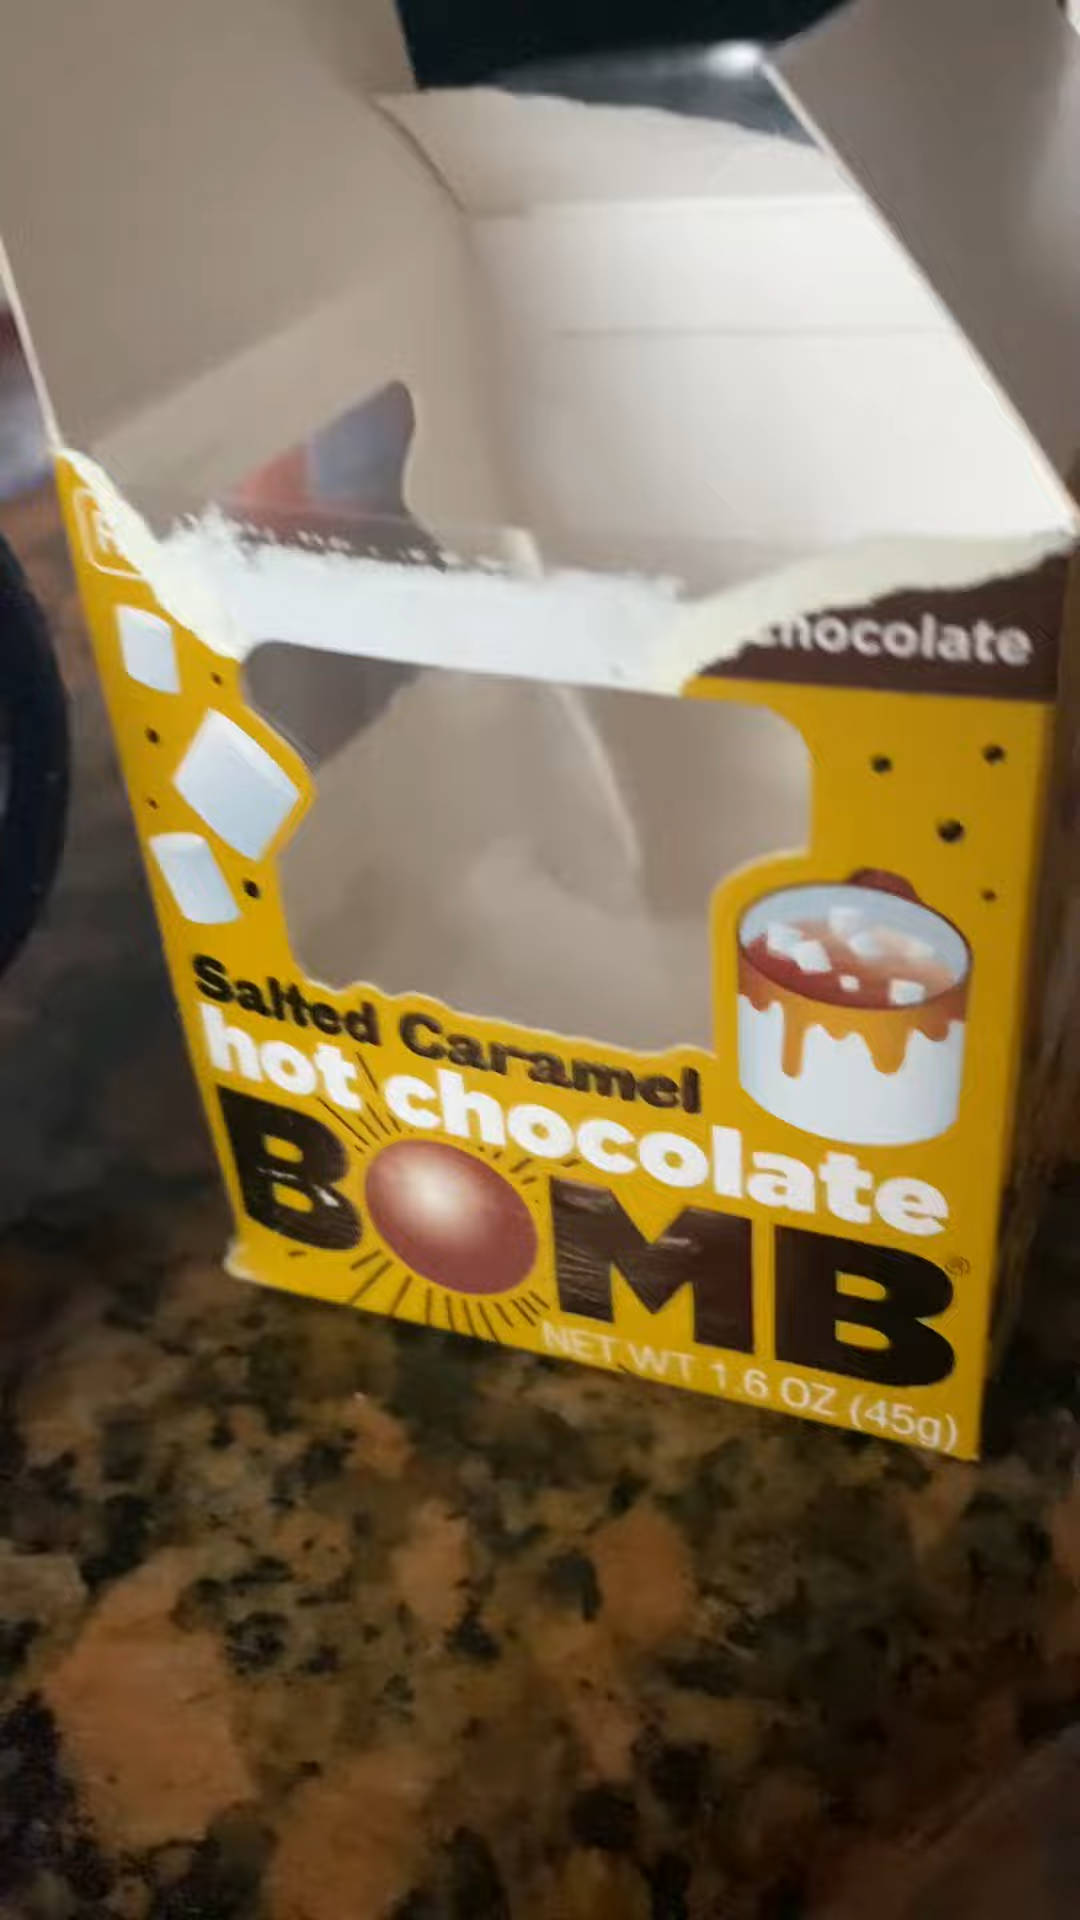 chocolate
Salted Caramel
hot chocolate
BOMB®
NET WT 1.6 OZ (45g)